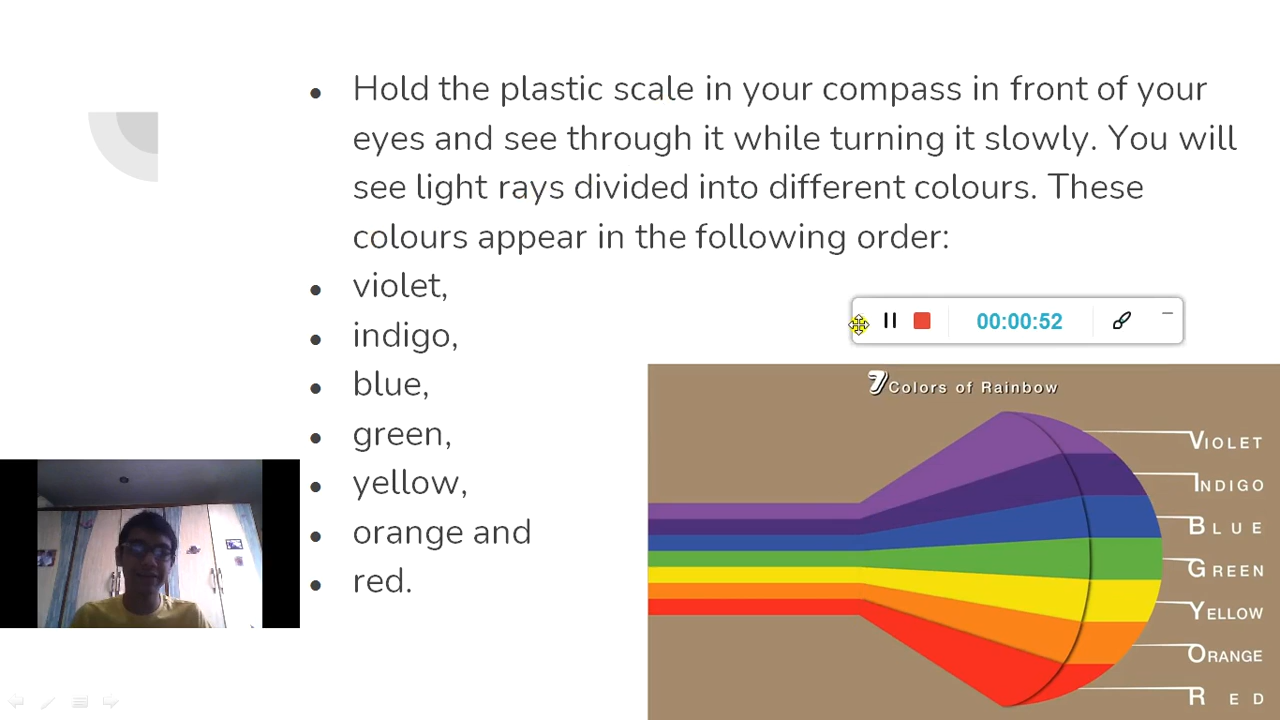 Hold the plastic scale in your compass in front of your
eyes and see through it while turning it slowly. You will
see light rays divided into different colours. These
colours appear in the following order:
violet,
indigo,
blue,
green,
yellow,
orange and
red.
00:00:52
7 Colors of Rainbow
VIOLET
INDIGO
BLUE
GREEN
YELLOW
ORANGE
RED